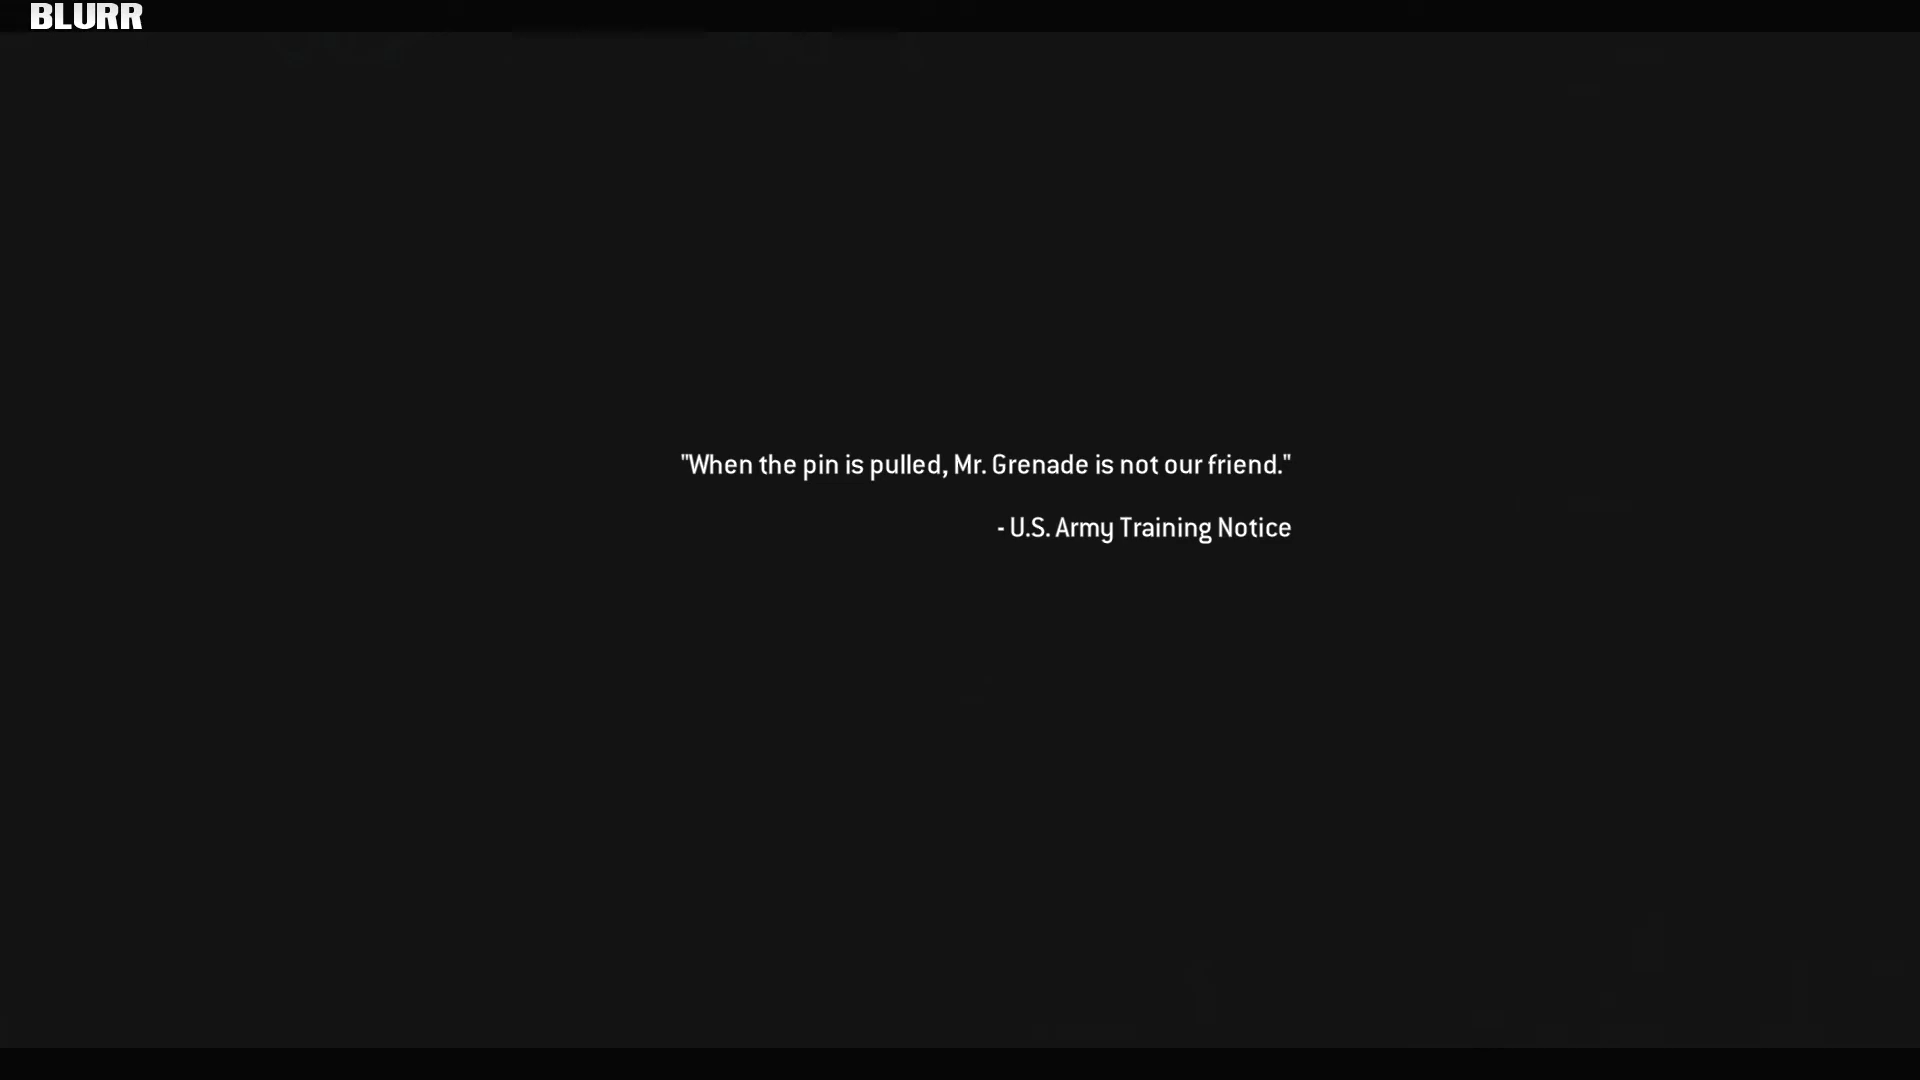 BLURR
"When the pin is pulled, Mr. Grenade is not our friend."
- U.S. Army Training Notice